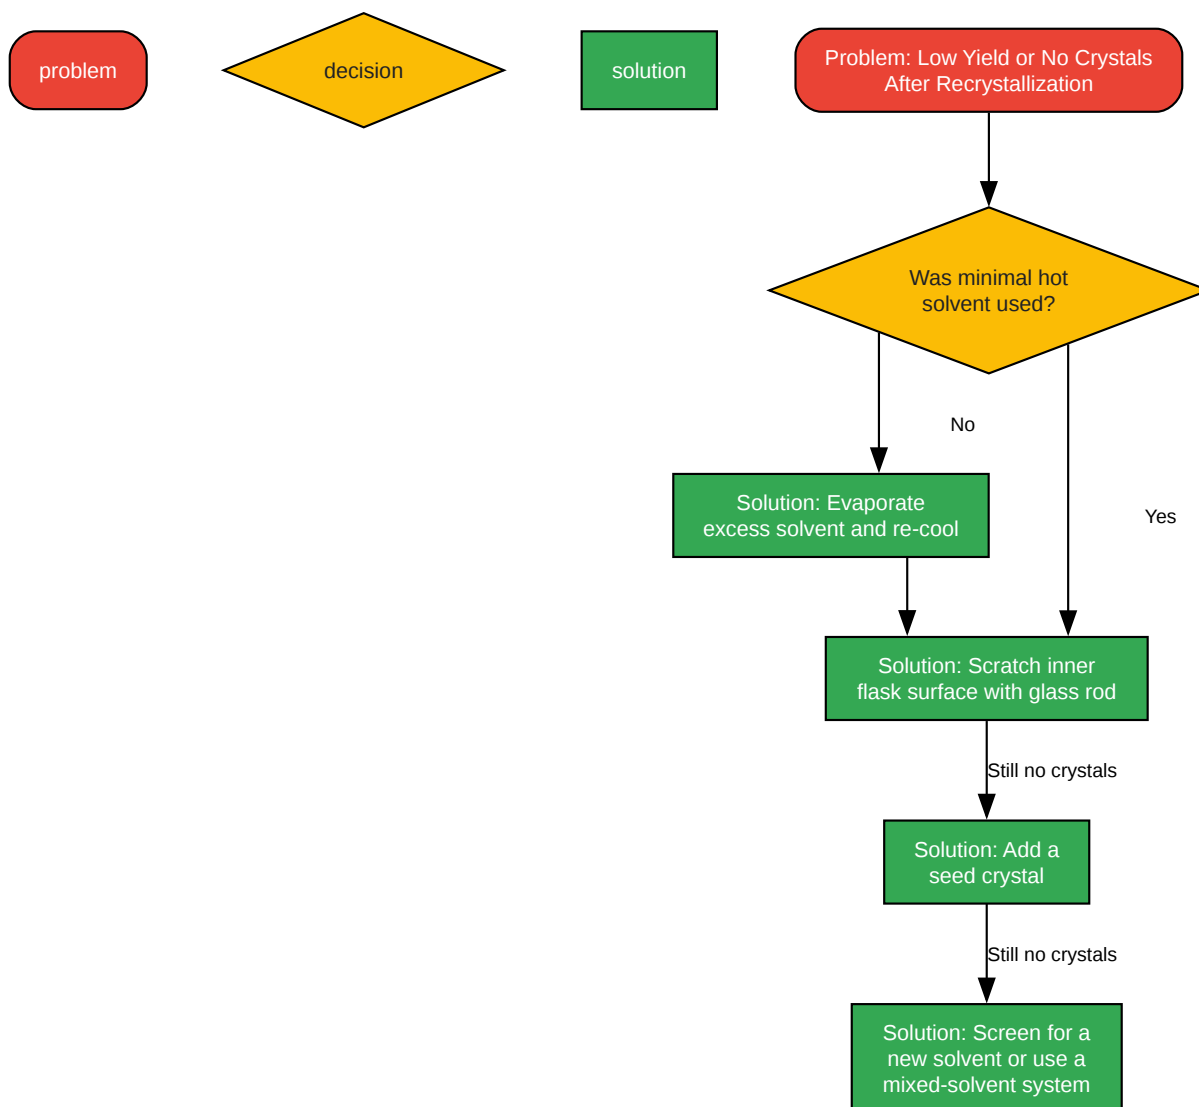 problem
decision
solution
Problem: Low Yield or No Crystals
After Recrystallization
Was minimal hot
solvent used?
No
Solution: Evaporate
excess solvent and re-cool
Yes
Solution: Scratch inner
flask surface with glass rod
Still no crystals
Solution: Add a
seed crystal
Still no crystals
Solution: Screen for a
new solvent or use a
mixed-solvent system